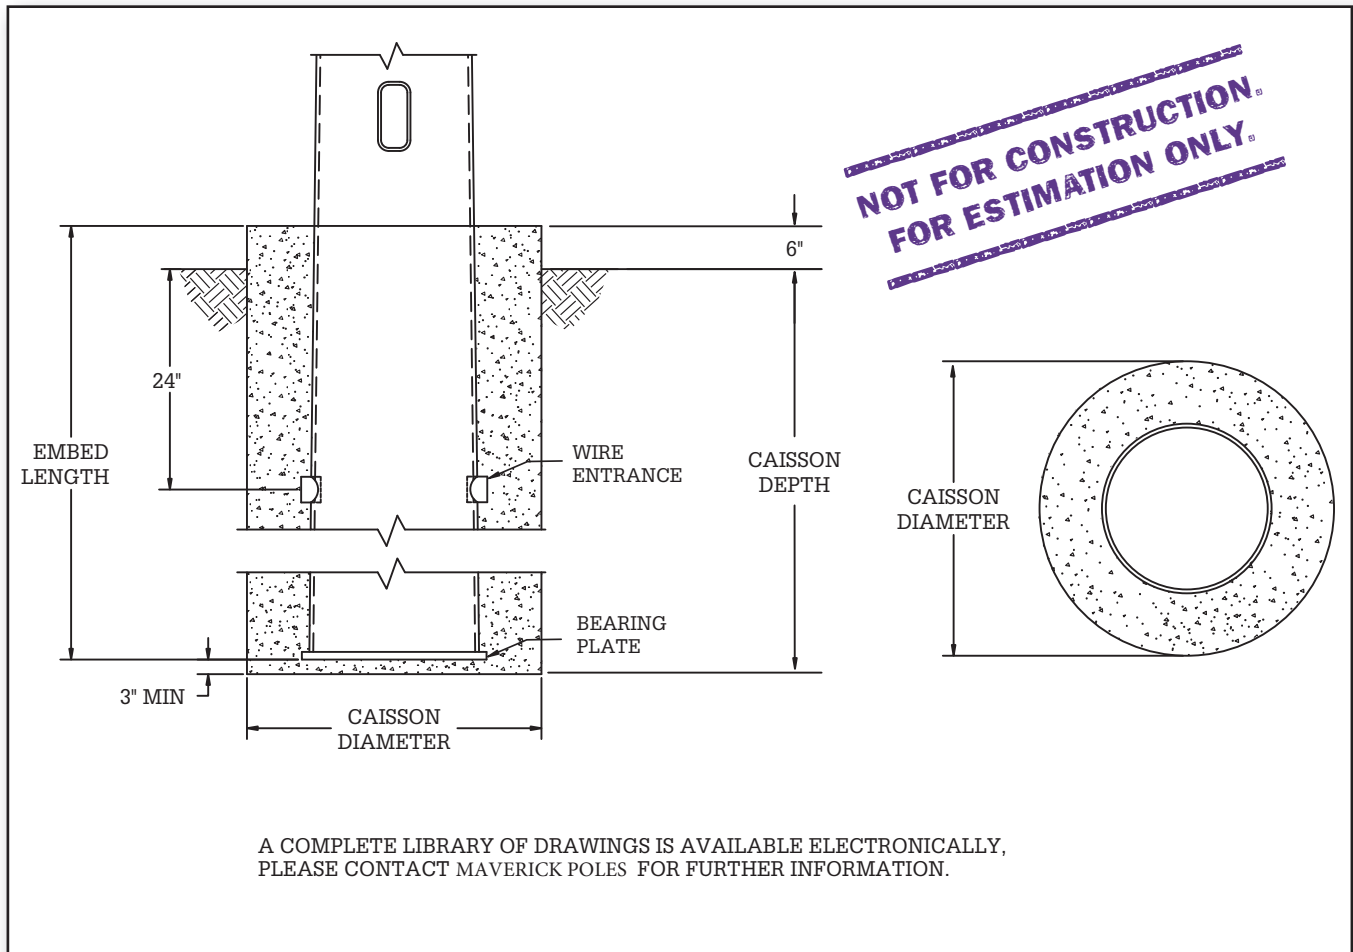 NOT FOR CONSTRUCTION.
FOR ESTIMATION ONLY.
6"
24"
EMBED
LENGTH
WIRE
ENTRANCE
CAISSON
DEPTH
CAISSON
DIAMETER
BEARING
PLATE
3" MIN
CAISSON
DIAMETER
A COMPLETE LIBRARY OF DRAWINGS IS AVAILABLE ELECTRONICALLY,
PLEASE CONTACT MAVERICK POLES FOR FURTHER INFORMATION.